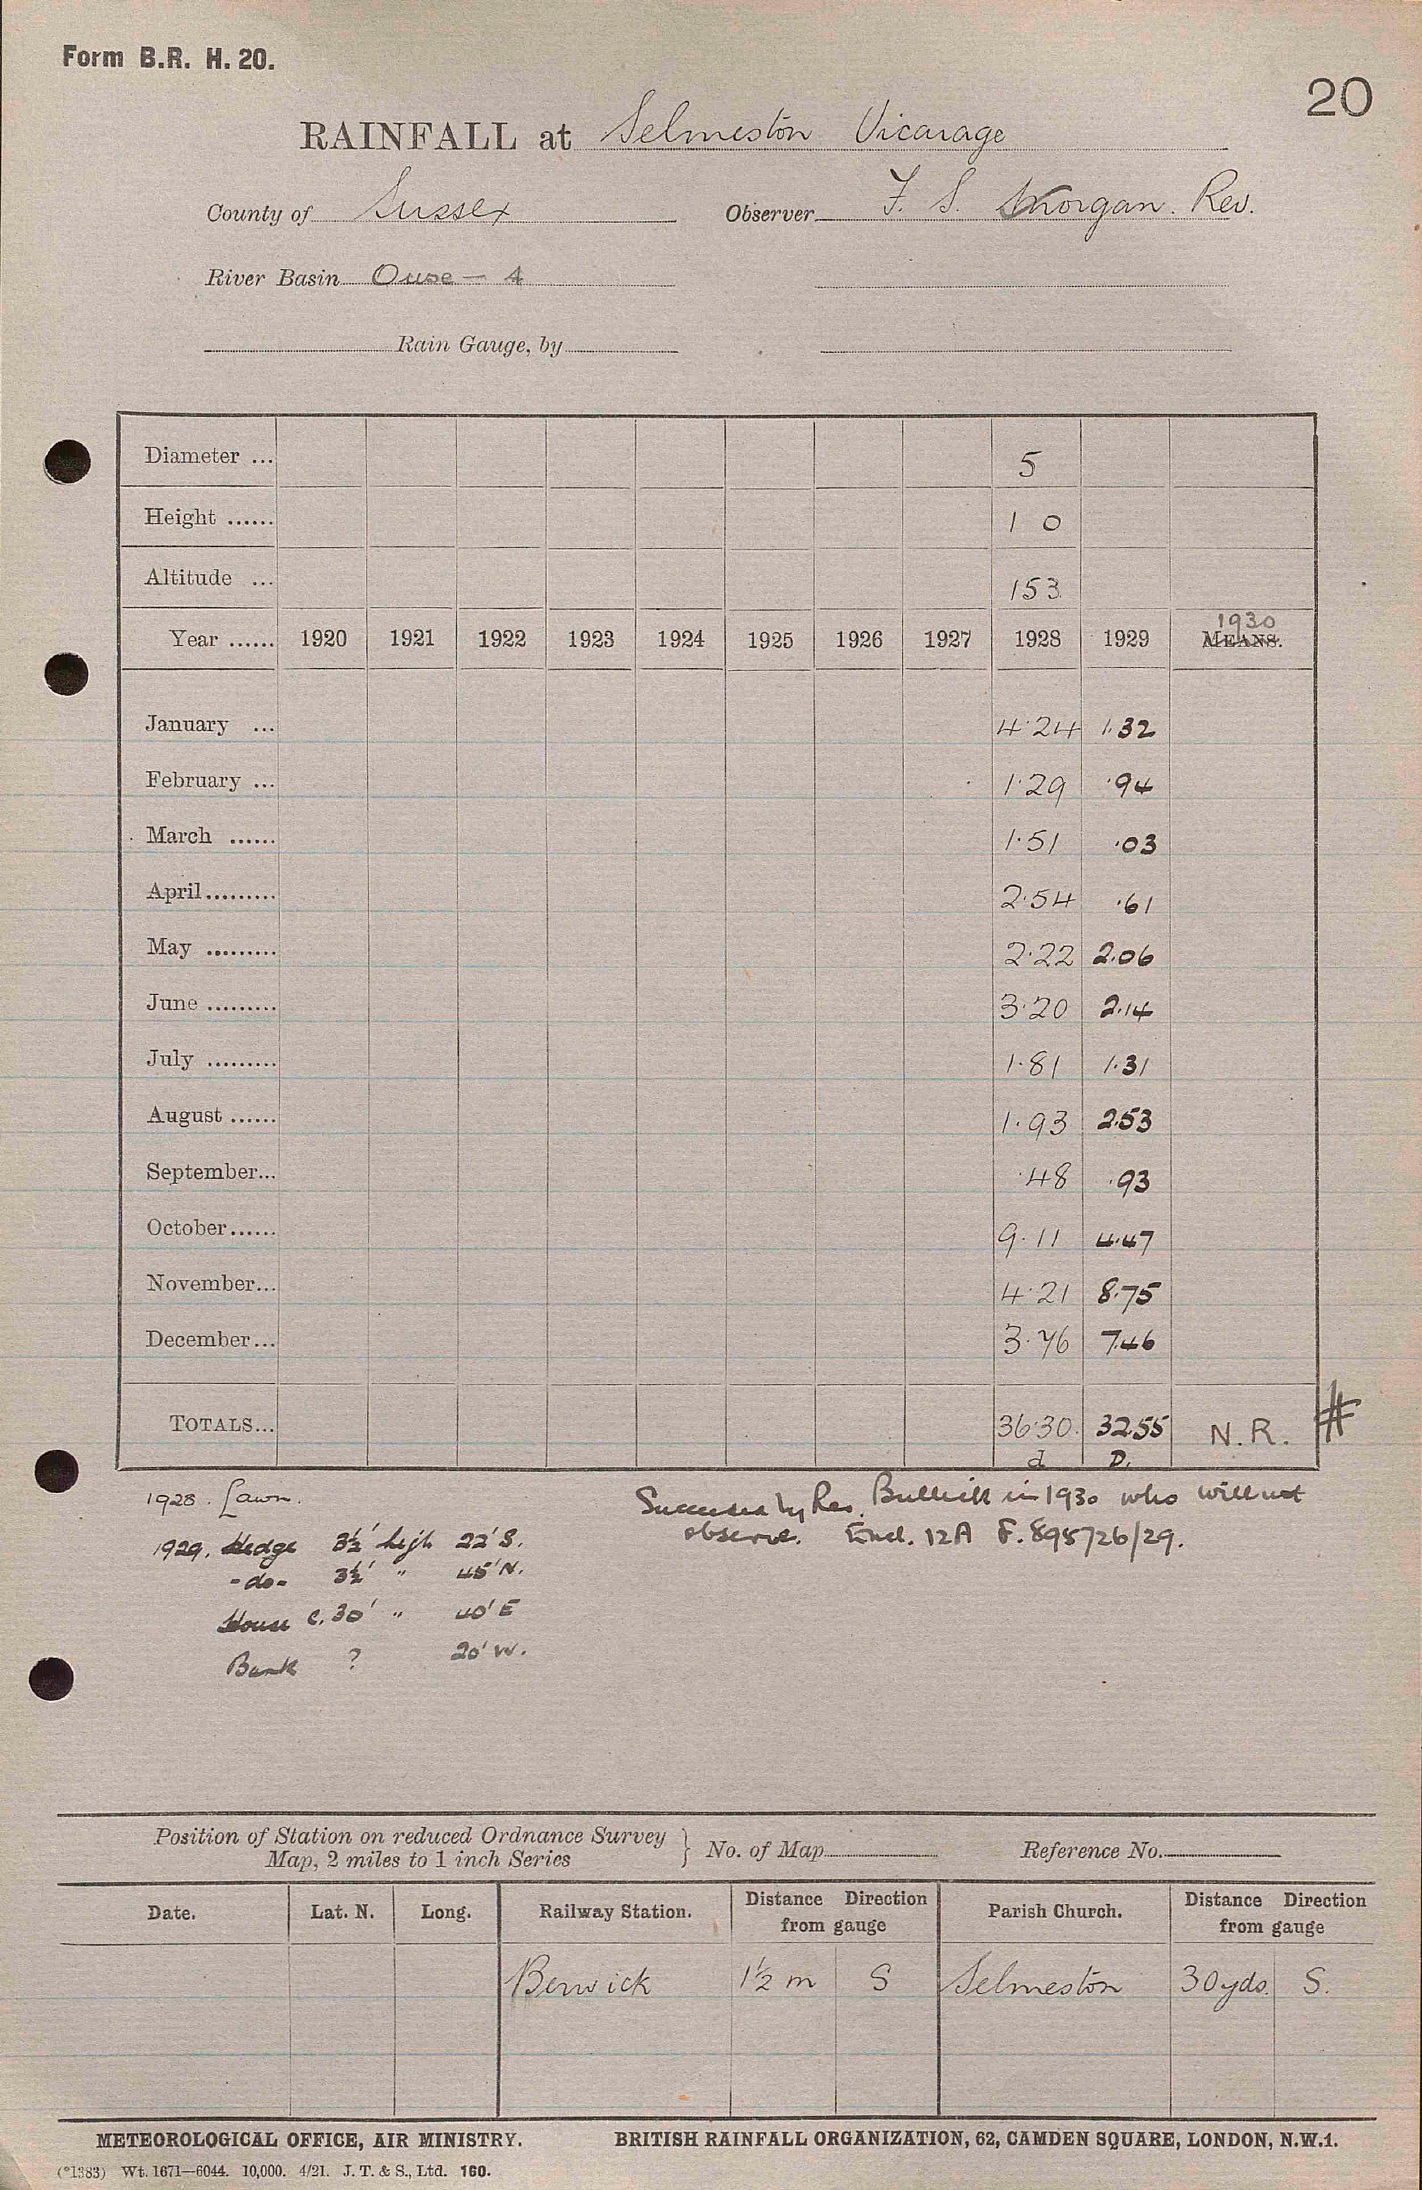 Form B.R. H. 20.
20
RAINFALL at Selmeston Vicarage
County of Sussex Observer F. S. Morgan. Rev.
River Basin Ouse — 4
Rain Gauge, by
Diameter ... 5
Height ...... 1 0
Altitude ... 153
1930
Year ...... 1920 1921 1922 1923 1924 1925 1926 1927 1928 1929 MEANS.
January ... 4·24 1·32
February ... 1·29 ·94
March ...... 1·51 ·03
April ......... 2·54 ·61
May ......... 2·22 2·06
June ......... 3·20 2·14
July ......... 1·81 1·31
August ...... 1·93 2·53
September... ·48 ·93
October...... 9·11 4·47
November... 4·21 8·75
December... 3·76 7·46
TOTALS... 36·30 32·55 N.R. #
d D.
1928. Lawn.
1929. Hedge 3½' high 22' S.
-do- 3½' " 45' N.
House c. 30' " 40' E
Bank ? 20' W.
Succeeded by Rev. in 1930 who will not
observe. Encl. 12A F. 898726/29.
Position of Station on reduced Ordnance Survey
Map, 2 miles to 1 inch Series } No. of Map Reference No.
Date. Lat. N. Long. Railway Station. Distance Direction from gauge Parish Church. Distance Direction from gauge
Berwick 1½ m S Selmeston 30 yds. S.
METEOROLOGICAL OFFICE, AIR MINISTRY. BRITISH RAINFALL ORGANIZATION, 62, CAMDEN SQUARE, LONDON, N.W.1.
(*1383) Wt. 1671—6044. 10,000. 4/21. J. T. & S., Ltd. 160.